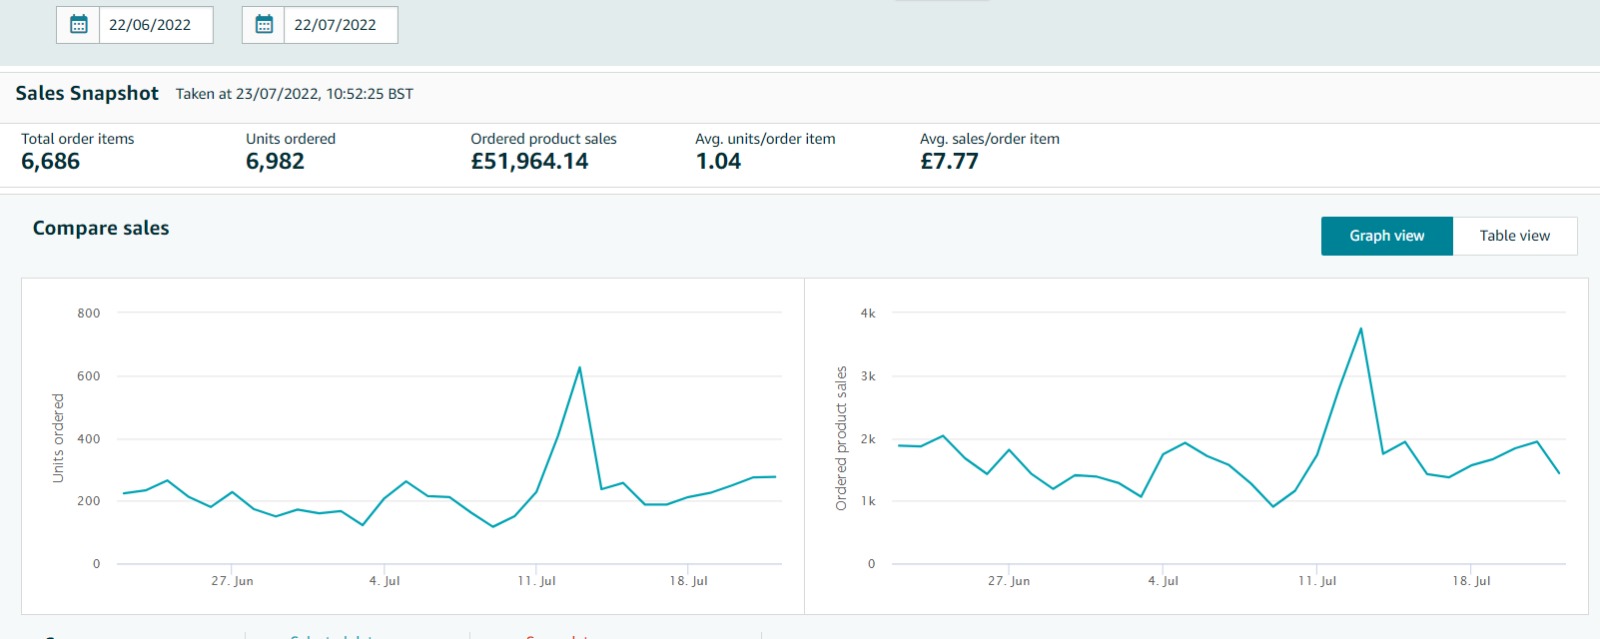 22/06/2022 22/07/2022
Sales Snapshot Taken at 23/07/2022, 10:52:25 BST
Total order items Units ordered Ordered product sales Avg. units/order item Avg. sales/order item
6,686 6,982 £51,964.14 1.04 £7.77
Compare sales
Graph view Table view
Units ordered
800
600
400
200
0
27. Jun 4. Jul 11. Jul 18. Jul
Ordered product sales
4k
3k
2k
1k
0
27. Jun 4. Jul 11. Jul 18. Jul